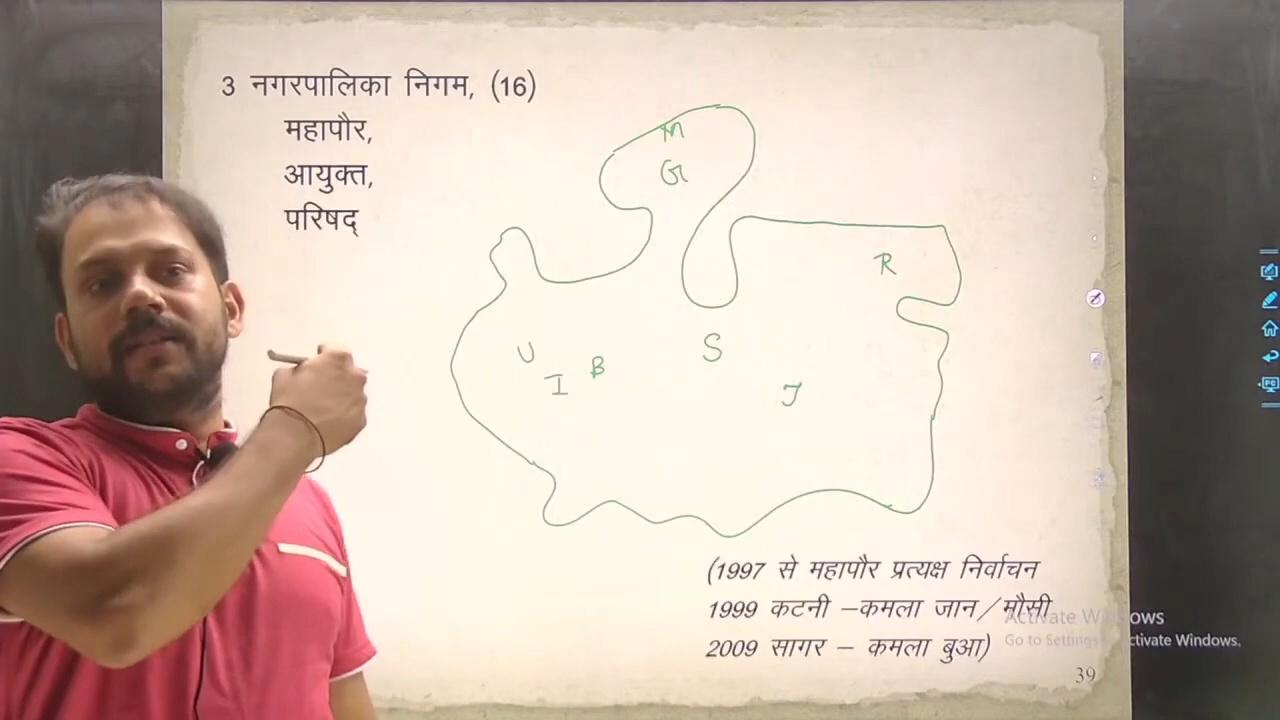 3 नगरपालिका निगम, (16)
महापौर,
आयुक्त,
परिषद्
M
G
R
S
U
B
I
J
(1997 से महापौर प्रत्यक्ष निर्वाचन
1999 कटनी –कमला जान/मौसी
2009 सागर – कमला बुआ)
Activate Windows
Go to Settings to activate Windows.
39
PC